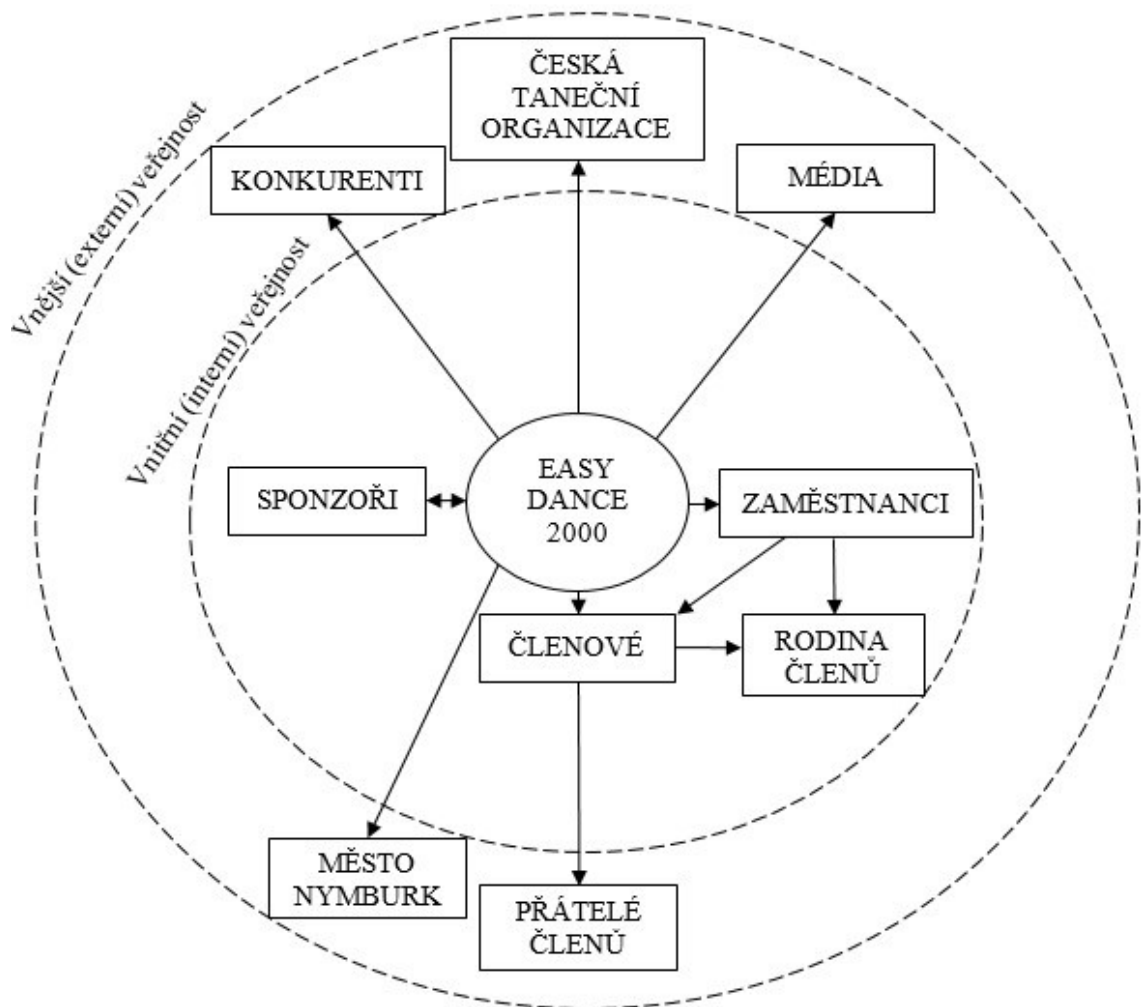 ČESKÁ
TANEČNÍ
ORGANIZACE
KONKURENTI
MÉDIA
Vnější (externí) veřejnost
Vnitřní (interní) veřejnost
EASY
DANCE
2000
SPONZOŘI
ZAMĚSTNANCI
ČLENOVÉ
RODINA
ČLENŮ
MĚSTO
NYMBURK
PŘÁTELÉ
ČLENŮ